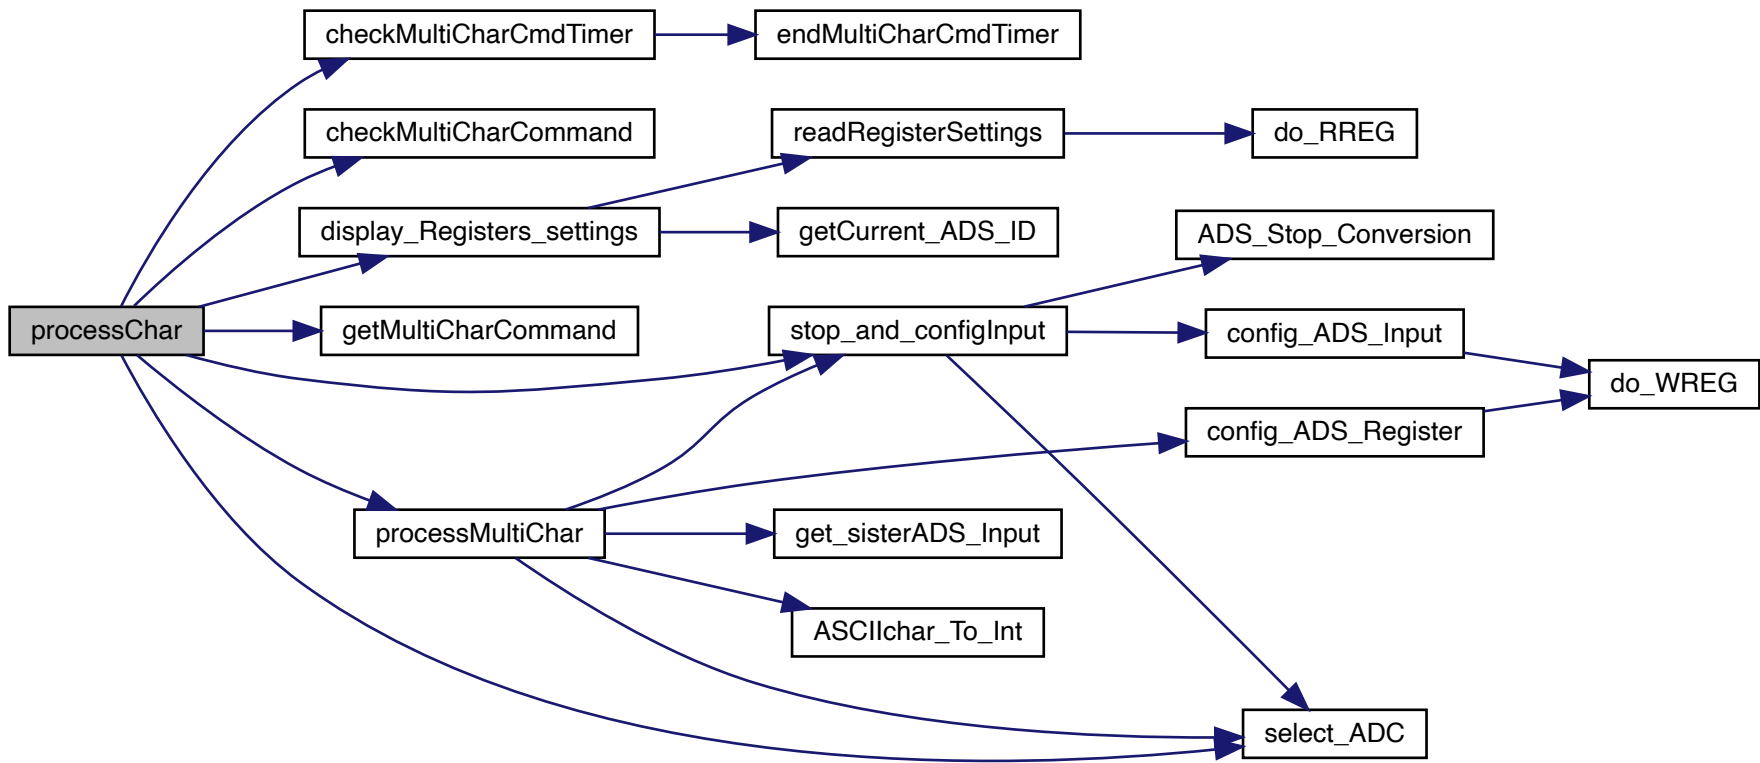 checkMultiCharCmdTimer
endMultiCharCmdTimer
checkMultiCharCommand
readRegisterSettings
do_RREG
display_Registers_settings
getCurrent_ADS_ID
ADS_Stop_Conversion
processChar
getMultiCharCommand
stop_and_configInput
config_ADS_Input
do_WREG
config_ADS_Register
processMultiChar
get_sisterADS_Input
ASCIIchar_To_Int
select_ADC